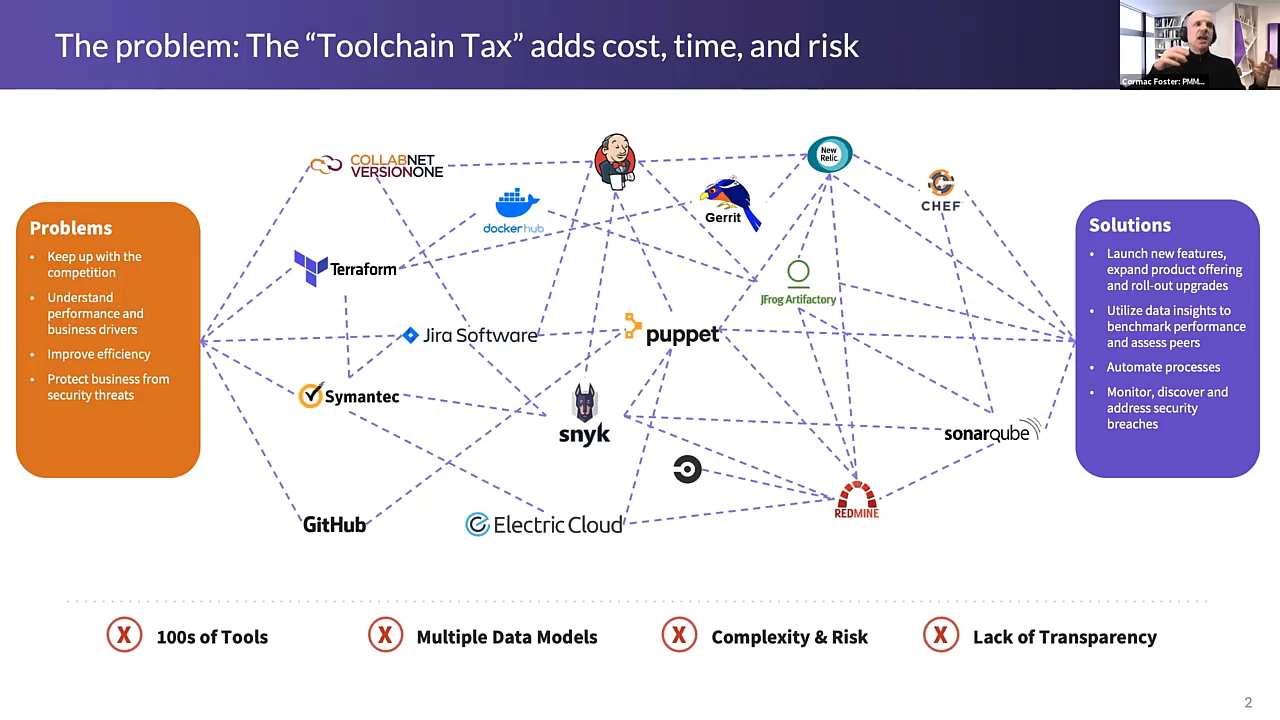 The problem: The “Toolchain Tax” adds cost, time, and risk
Cormac Foster: PMM...
Problems
• Keep up with the
competition
• Understand
performance and
business drivers
• Improve efficiency
• Protect business from
security threats
COLLABNET
VERSIONONE
docker hub
Gerrit
New
Relic.
CHEF
Terraform
JFrog Artifactory
Jira Software
puppet
Symantec
snyk
sonarqube
GitHub
Electric Cloud
REDMINE
Solutions
• Launch new features,
expand product offering
and roll-out upgrades
• Utilize data insights to
benchmark performance
and assess peers
• Automate processes
• Monitor, discover and
address security
breaches
X 100s of Tools
X Multiple Data Models
X Complexity & Risk
X Lack of Transparency
2